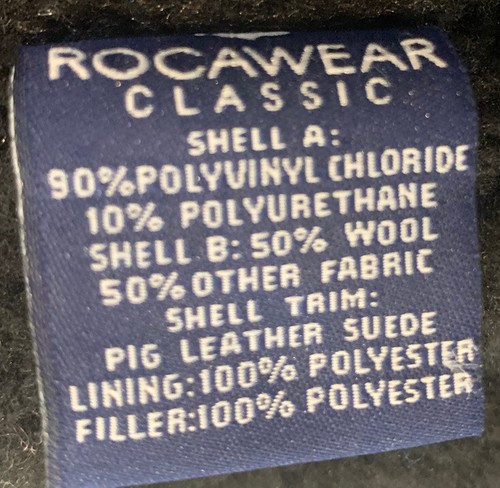 ROCAWEAR
CLASSIC
SHELL A:
90%POLYVINYL CHLORIDE
10% POLYURETHANE
SHELL B: 50% WOOL
50% OTHER FABRIC
SHELL TRIM:
PIG LEATHER SUEDE
LINING:100% POLYESTER
FILLER:100% POLYESTER